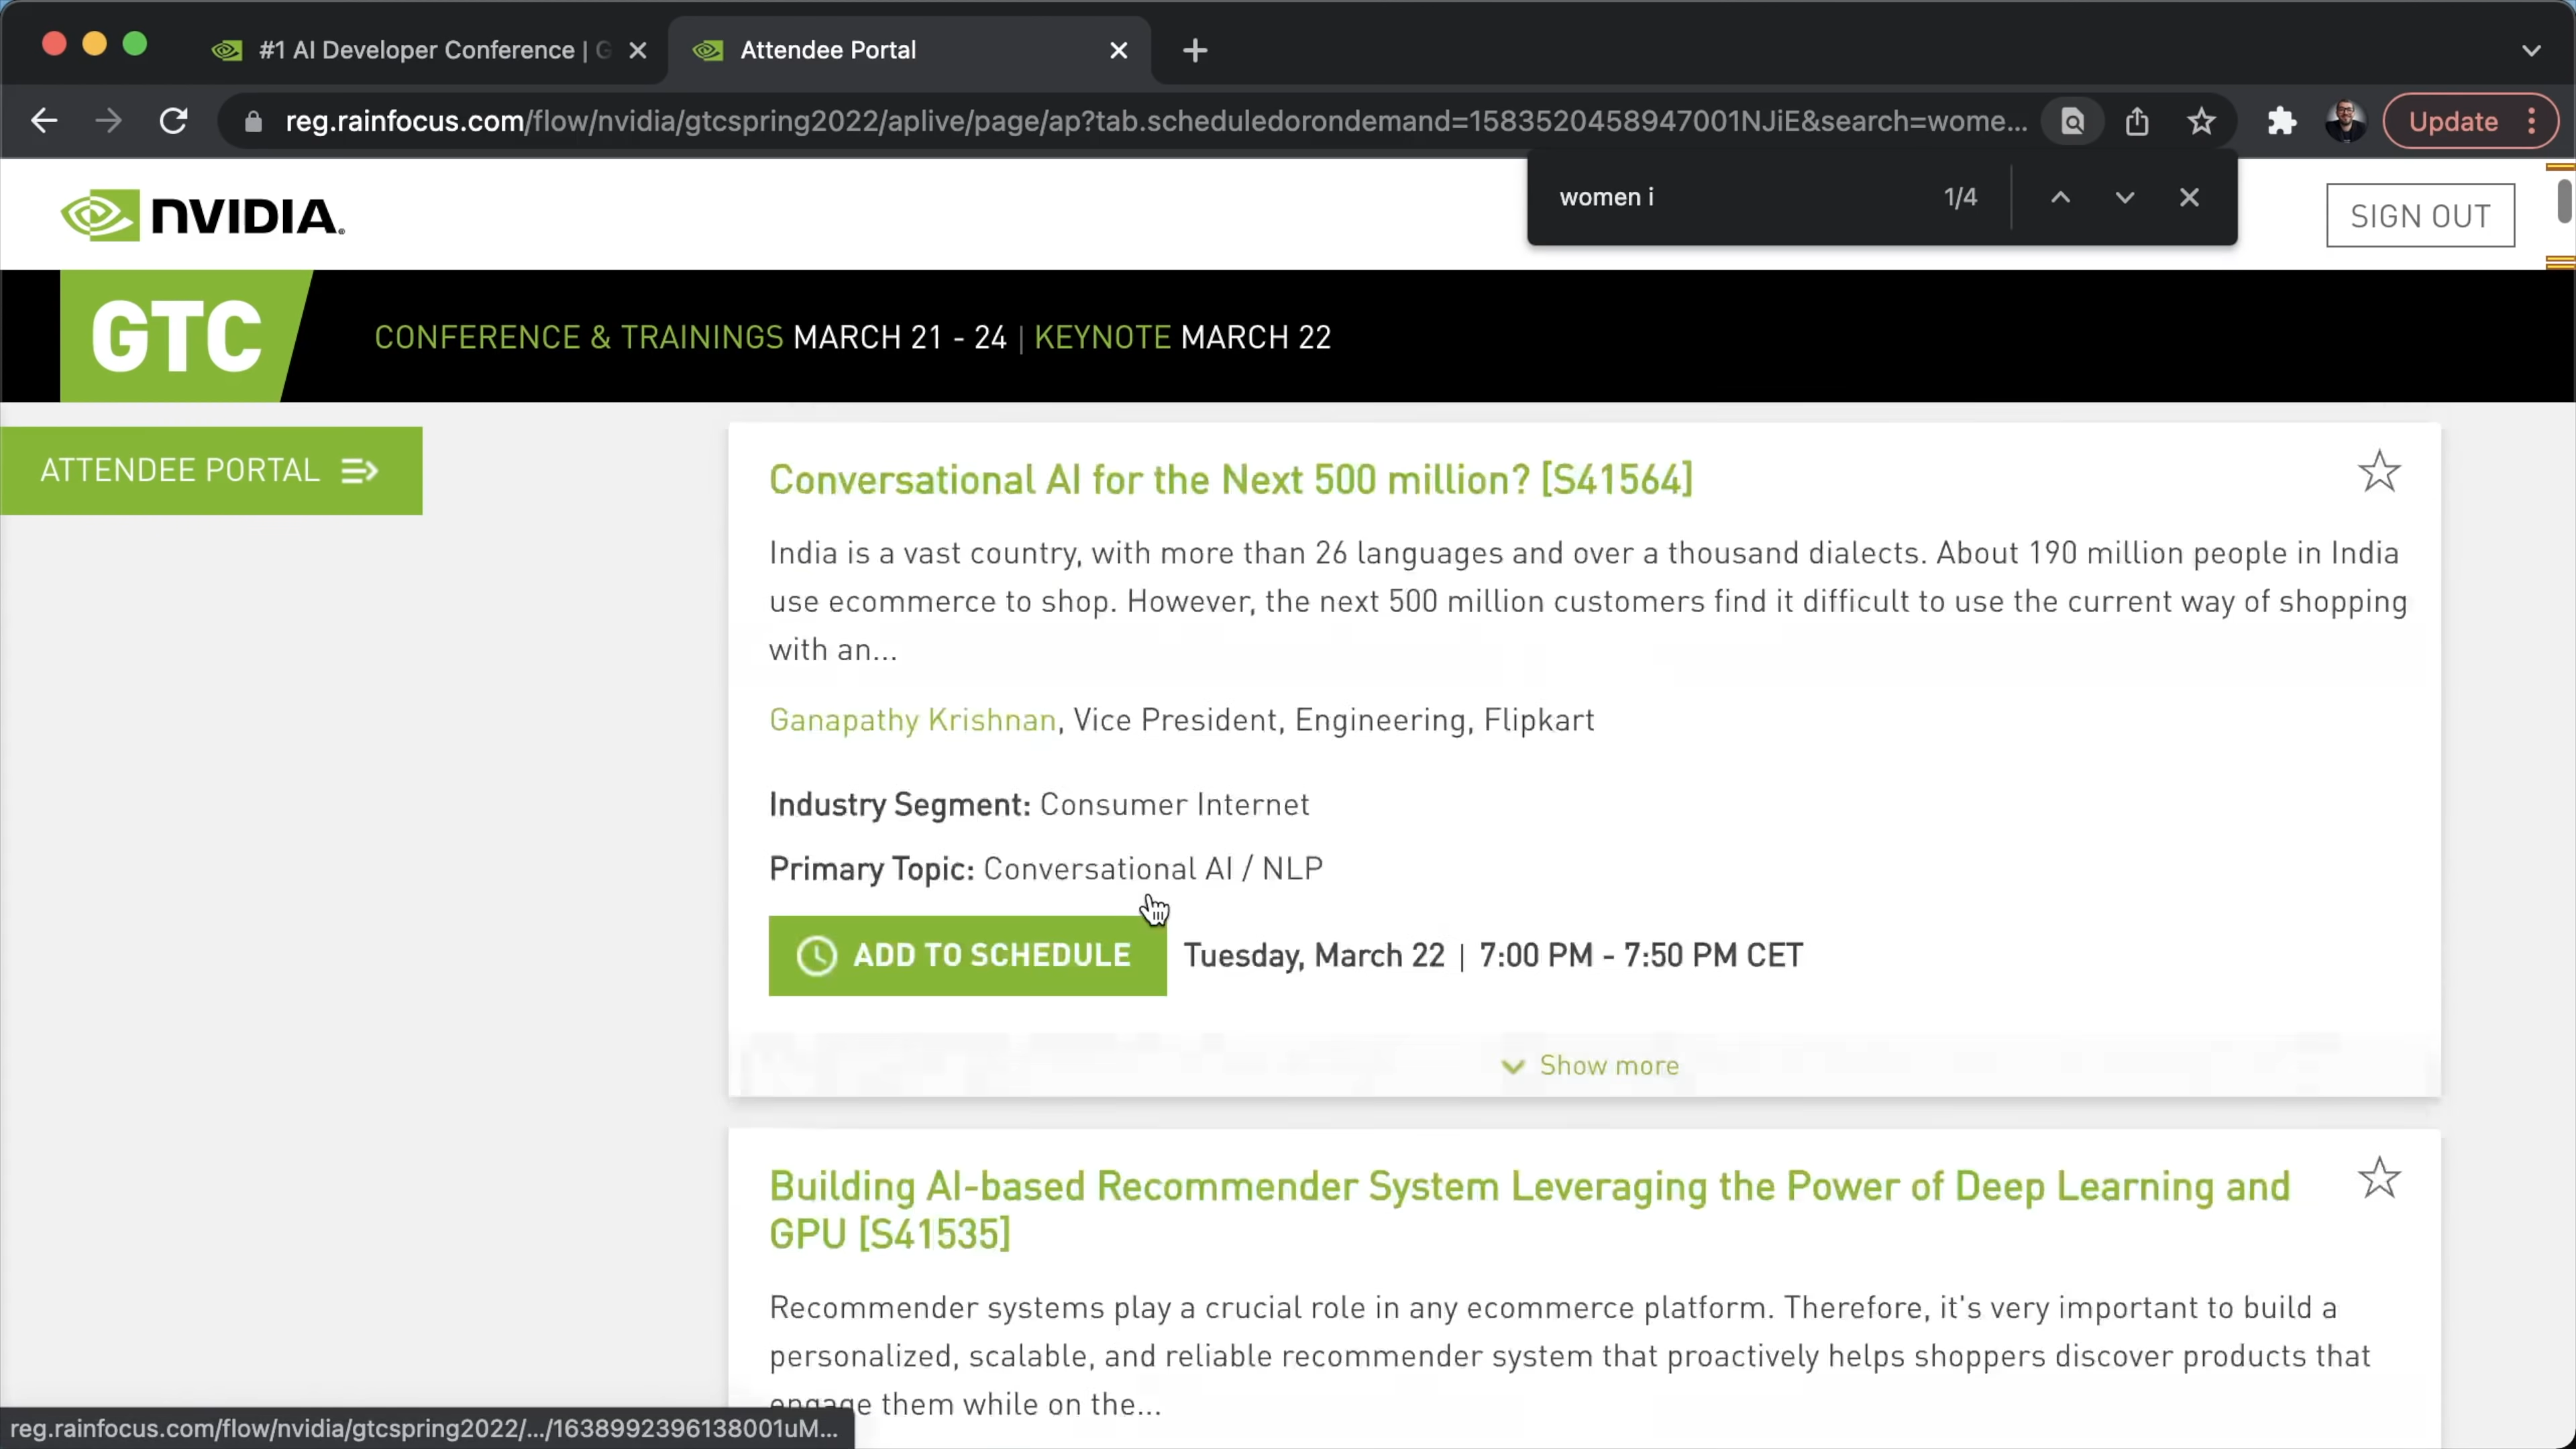 #1 AI Developer Conference | G
Attendee Portal
reg.rainfocus.com/flow/nvidia/gtcspring2022/aplive/page/ap?tab.scheduledorondemand=1583520458947001NJiE&search=wome...
Update
women i
1/4
NVIDIA.
SIGN OUT
GTC
CONFERENCE & TRAININGS MARCH 21 - 24 | KEYNOTE MARCH 22
ATTENDEE PORTAL
Conversational AI for the Next 500 million? [S41564]
India is a vast country, with more than 26 languages and over a thousand dialects. About 190 million people in India
use ecommerce to shop. However, the next 500 million customers find it difficult to use the current way of shopping
with an...
Ganapathy Krishnan, Vice President, Engineering, Flipkart
Industry Segment: Consumer Internet
Primary Topic: Conversational AI / NLP
ADD TO SCHEDULE
Tuesday, March 22 | 7:00 PM - 7:50 PM CET
Show more
Building AI-based Recommender System Leveraging the Power of Deep Learning and
GPU [S41535]
Recommender systems play a crucial role in any ecommerce platform. Therefore, it's very important to build a
personalized, scalable, and reliable recommender system that proactively helps shoppers discover products that
engage them while on the...
reg.rainfocus.com/flow/nvidia/gtcspring2022/.../1638992396138001uM...